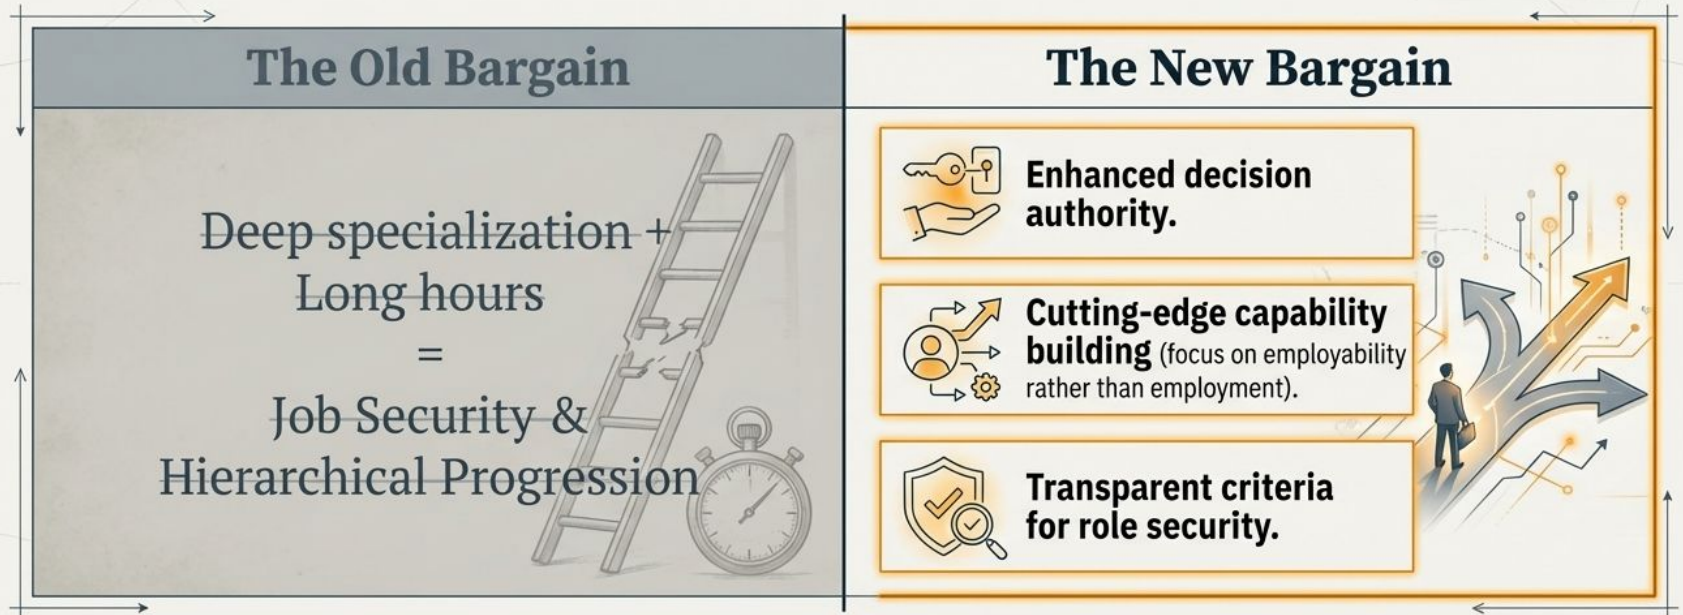 The Old Bargain
Deep specialization +
Long hours
=
Job Security &
Hierarchical Progression
The New Bargain
Enhanced decision
authority.
Cutting-edge capability
building (focus on employability
rather than employment).
Transparent criteria
for role security.